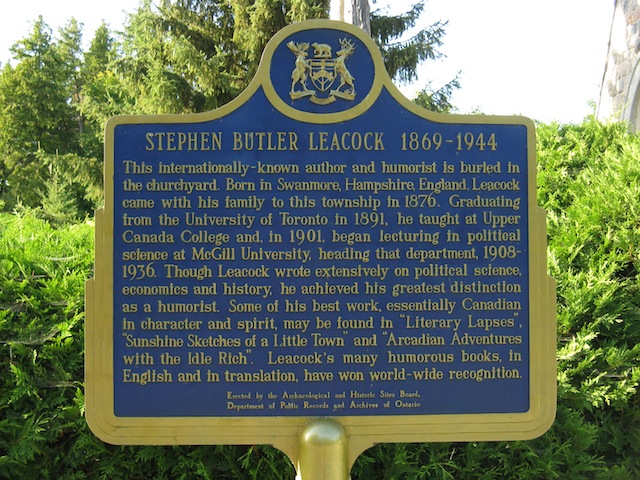 STEPHEN BUTLER LEACOCK 1869-1944
This internationally-known author and humorist is buried in
the churchyard. Born in Swanmore, Hampshire, England, Leacock
came with his family to this township in 1876. Graduating
from the University of Toronto in 1891, he taught at Upper
Canada College and, in 1901, began lecturing in political
science at McGill University, heading that department, 1908-
1936. Though Leacock wrote extensively on political science,
economics and history, he achieved his greatest distinction
as a humorist. Some of his best work, essentially Canadian
in character and spirit, may be found in "Literary Lapses",
"Sunshine Sketches of a Little Town" and "Arcadian Adventures
with the Idle Rich". Leacock's many humorous books, in
English and in translation, have won world-wide recognition.
Erected by the Archaeological and Historic Sites Board,
Department of Public Records and Archives of Ontario